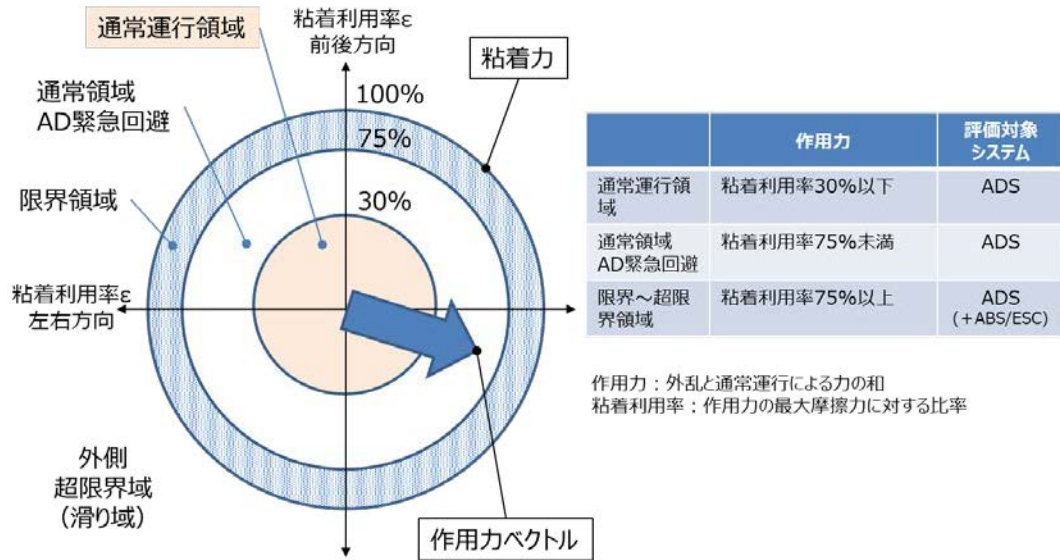 通常運行領域
粘着利用率ε
前後方向
粘着力
通常領域
AD緊急回避
100%
75%
30%
限界領域
粘着利用率ε
左右方向
外側
超限界域
(滑り域)
作用力ベクトル
作用力
評価対象
システム
通常運行領
域
粘着利用率30%以下
ADS
通常領域
AD緊急回避
粘着利用率75%未満
ADS
限界~超限
界領域
粘着利用率75%以上
ADS
(+ABS/ESC)
作用力:外乱と通常運行による力の和
粘着利用率:作用力の最大摩擦力に対する比率